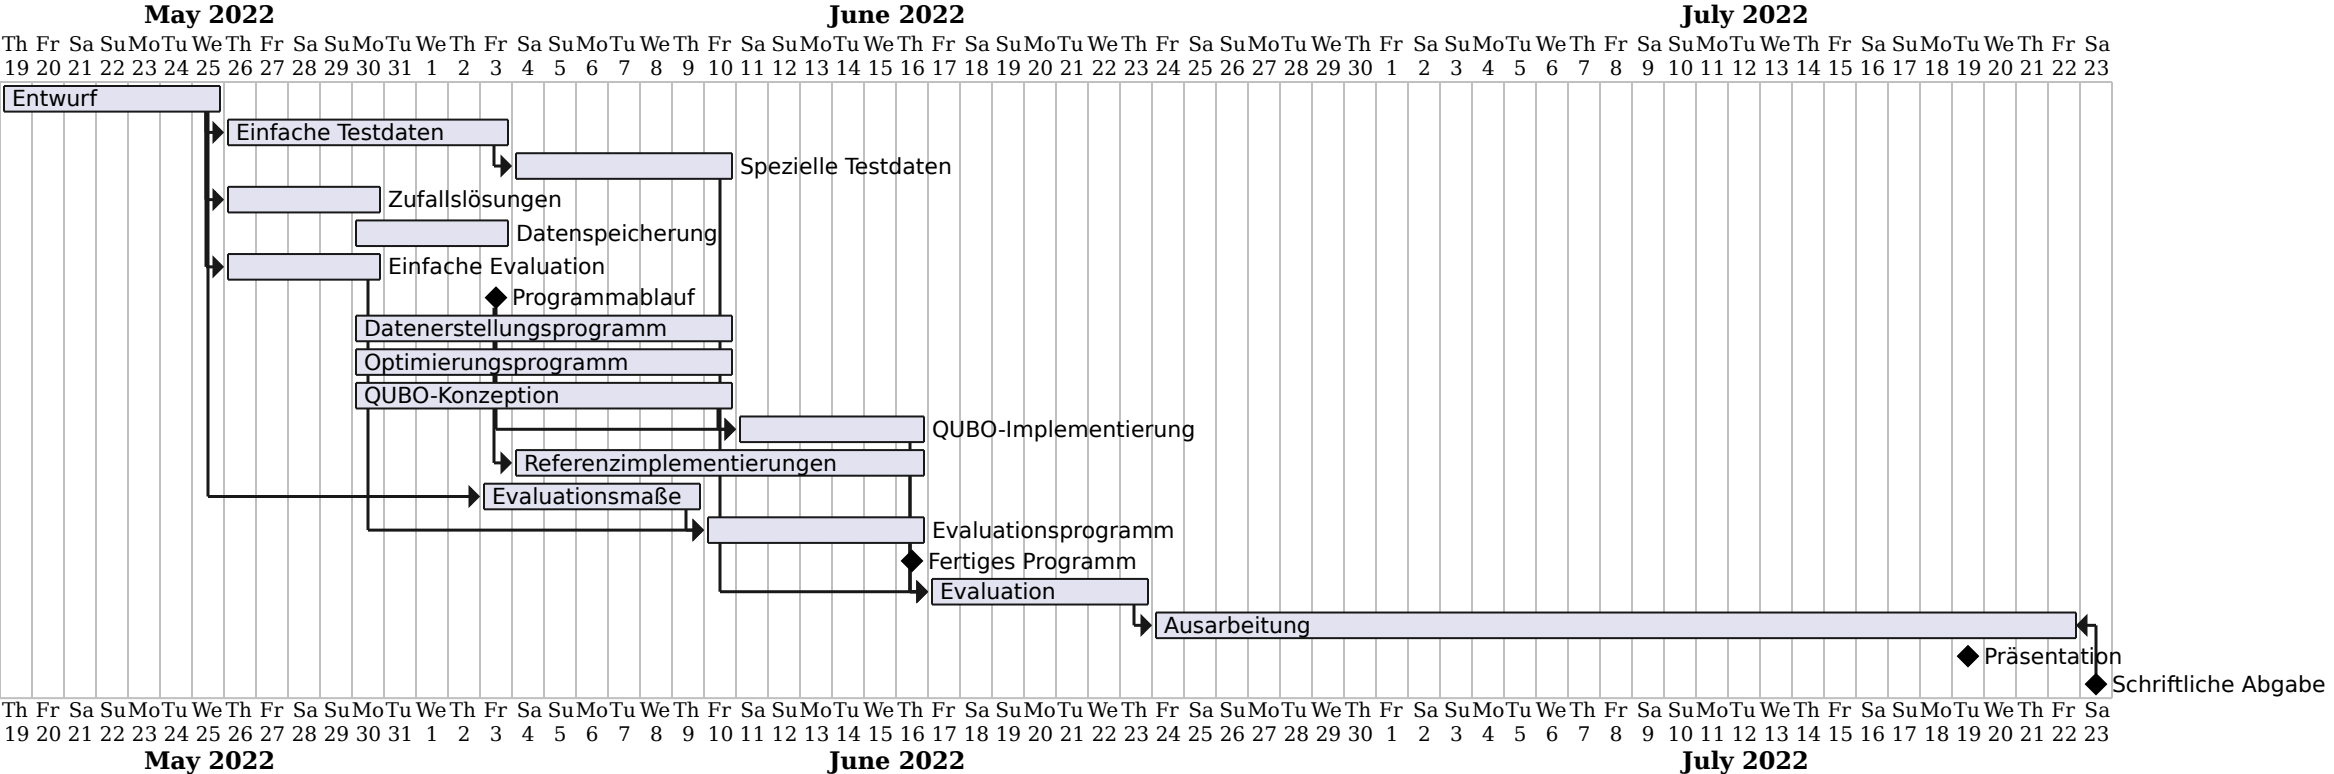 May 2022 June 2022 July 2022
Th Fr Sa Su Mo Tu We Th Fr Sa Su Mo Tu We Th Fr Sa Su Mo Tu We Th Fr Sa Su Mo Tu We Th Fr Sa Su Mo Tu We Th Fr Sa Su Mo Tu We Th Fr Sa Su Mo Tu We Th Fr Sa Su Mo Tu We Th Fr Sa Su Mo Tu We Th Fr Sa
19 20 21 22 23 24 25 26 27 28 29 30 31 1 2 3 4 5 6 7 8 9 10 11 12 13 14 15 16 17 18 19 20 21 22 23 24 25 26 27 28 29 30 1 2 3 4 5 6 7 8 9 10 11 12 13 14 15 16 17 18 19 20 21 22 23
Entwurf
Einfache Testdaten
Spezielle Testdaten
Zufallslösungen
Datenspeicherung
Einfache Evaluation
Programmablauf
Datenerstellungsprogramm
Optimierungsprogramm
QUBO-Konzeption
QUBO-Implementierung
Referenzimplementierungen
Evaluationsmaße
Evaluationsprogramm
Fertiges Programm
Evaluation
Ausarbeitung
Präsentation
Schriftliche Abgabe
Th Fr Sa Su Mo Tu We Th Fr Sa Su Mo Tu We Th Fr Sa Su Mo Tu We Th Fr Sa Su Mo Tu We Th Fr Sa Su Mo Tu We Th Fr Sa Su Mo Tu We Th Fr Sa Su Mo Tu We Th Fr Sa Su Mo Tu We Th Fr Sa Su Mo Tu We Th Fr Sa
19 20 21 22 23 24 25 26 27 28 29 30 31 1 2 3 4 5 6 7 8 9 10 11 12 13 14 15 16 17 18 19 20 21 22 23 24 25 26 27 28 29 30 1 2 3 4 5 6 7 8 9 10 11 12 13 14 15 16 17 18 19 20 21 22 23
May 2022 June 2022 July 2022